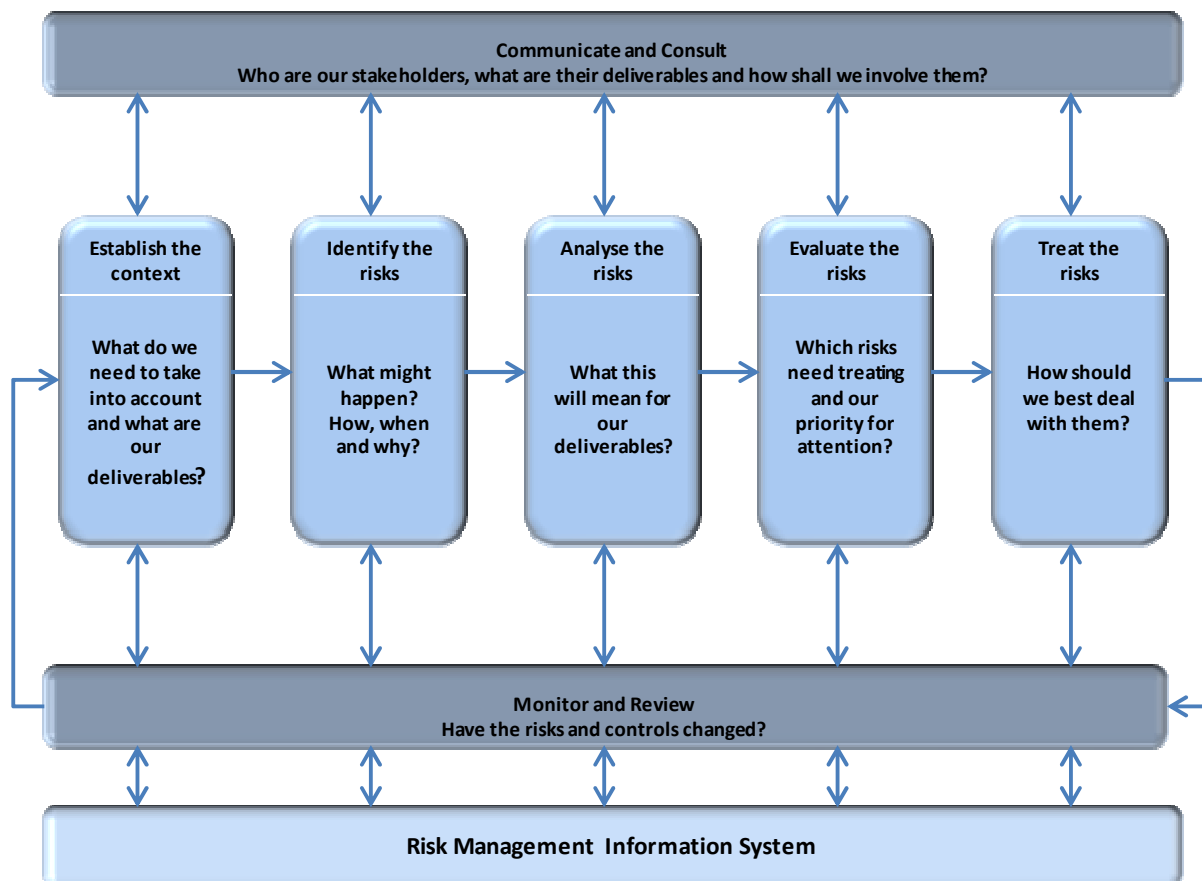 Communicate and Consult
Who are our stakeholders, what are their deliverables and how shall we involve them?
Establish the
context
What do we
need to take
into account
and what are
our
deliverables?
Identify the
risks
What might
happen?
How, when
and why?
Analyse the
risks
What this
will mean for
our
deliverables?
Evaluate the
risks
Which risks
need treating
and our
priority for
attention?
Treat the
risks
How should
we best deal
with them?
Monitor and Review
Have the risks and controls changed?
Risk Management Information System